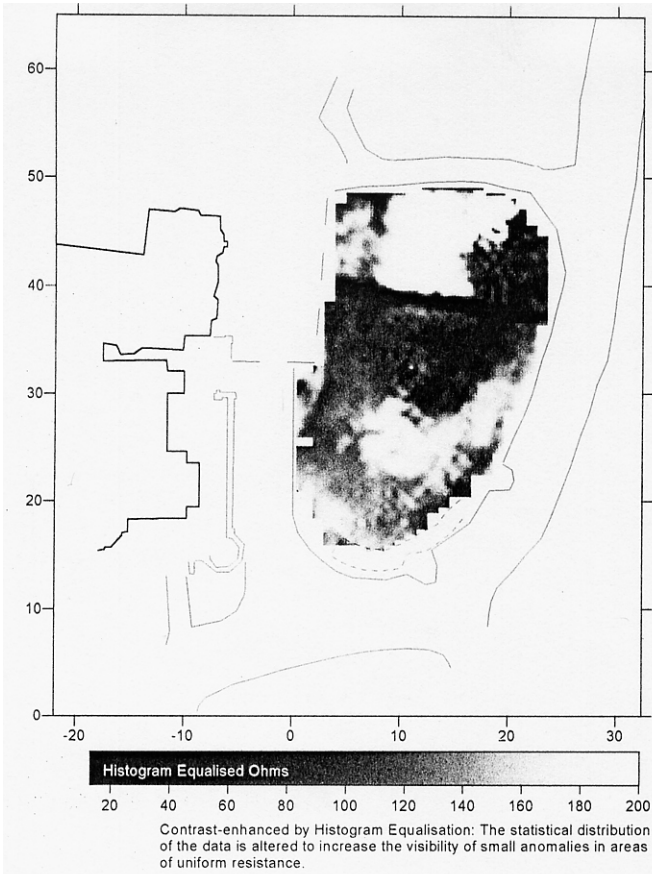 60
50
40
30
20
10
0
-20 -10 0 10 20 30
Histogram Equalised Ohms
20 40 60 80 100 120 140 160 180 200
Contrast-enhanced by Histogram Equalisation: The statistical distribution
of the data is altered to increase the visibility of small anomalies in areas
of uniform resistance.